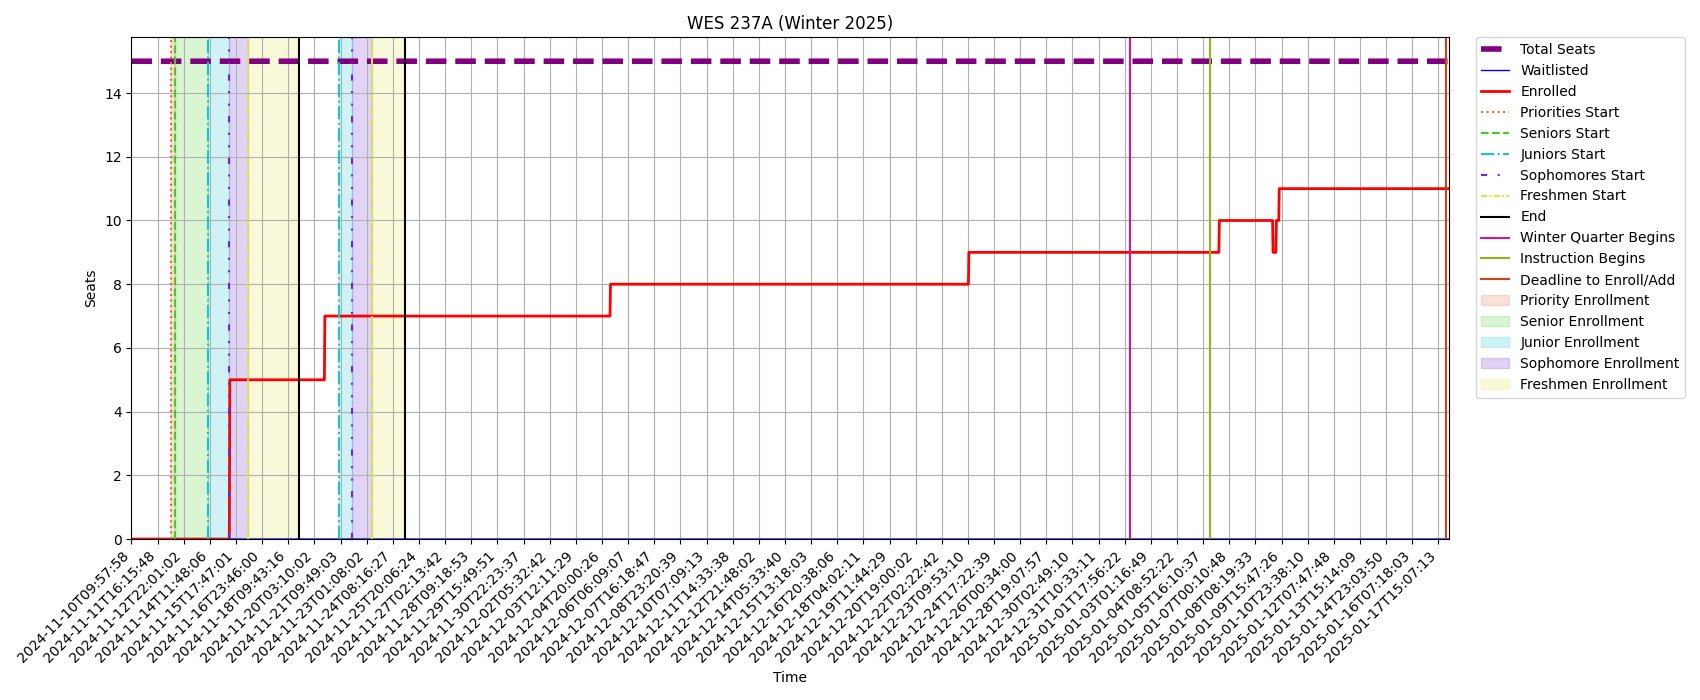 WES 237A (Winter 2025)
Seats
14
12
10
8
6
4
2
0
2024-11-10T09:57:58
2024-11-11T16:15:48
2024-11-12T22:01:02
2024-11-14T11:48:06
2024-11-15T17:47:01
2024-11-16T23:46:00
2024-11-18T09:43:16
2024-11-20T03:10:02
2024-11-21T09:49:03
2024-11-23T01:08:02
2024-11-24T08:16:27
2024-11-25T20:06:24
2024-11-27T02:13:42
2024-11-28T09:18:53
2024-11-29T15:49:51
2024-11-30T22:23:37
2024-12-02T05:32:42
2024-12-03T12:11:29
2024-12-04T20:00:26
2024-12-06T06:09:07
2024-12-07T16:18:47
2024-12-08T23:20:39
2024-12-10T07:09:13
2024-12-11T14:33:38
2024-12-12T21:48:02
2024-12-14T05:33:40
2024-12-15T13:18:03
2024-12-16T20:38:06
2024-12-18T04:02:11
2024-12-19T11:44:29
2024-12-20T19:00:02
2024-12-22T02:22:42
2024-12-23T09:53:10
2024-12-24T17:22:39
2024-12-26T00:34:00
2024-12-28T19:07:57
2024-12-30T02:49:10
2024-12-31T10:33:11
2025-01-01T17:56:22
2025-01-03T01:16:49
2025-01-04T08:52:22
2025-01-05T16:10:37
2025-01-07T00:10:48
2025-01-08T08:19:33
2025-01-09T15:47:26
2025-01-10T23:38:10
2025-01-12T07:47:48
2025-01-13T15:14:09
2025-01-14T23:03:50
2025-01-16T07:18:03
2025-01-17T15:07:13
Time
Total Seats
Waitlisted
Enrolled
Priorities Start
Seniors Start
Juniors Start
Sophomores Start
Freshmen Start
End
Winter Quarter Begins
Instruction Begins
Deadline to Enroll/Add
Priority Enrollment
Senior Enrollment
Junior Enrollment
Sophomore Enrollment
Freshmen Enrollment